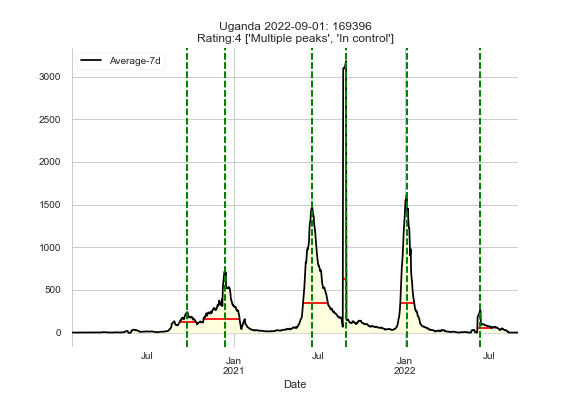 Uganda 2022-09-01: 169396
Rating:4 ['Multiple peaks', 'In control']
Average-7d
3000
2500
2000
1500
1000
500
0
Jul
Jan
2021
Jul
Jan
2022
Jul
Date